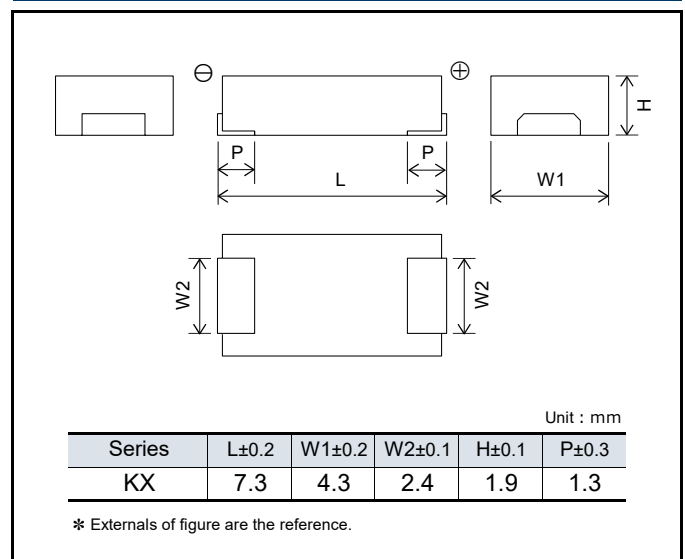 ⊖ ⊕
H
P P
L W1
W2 W2
Unit : mm
Series L±0.2 W1±0.2 W2±0.1 H±0.1 P±0.3
KX 7.3 4.3 2.4 1.9 1.3
✽ Externals of figure are the reference.